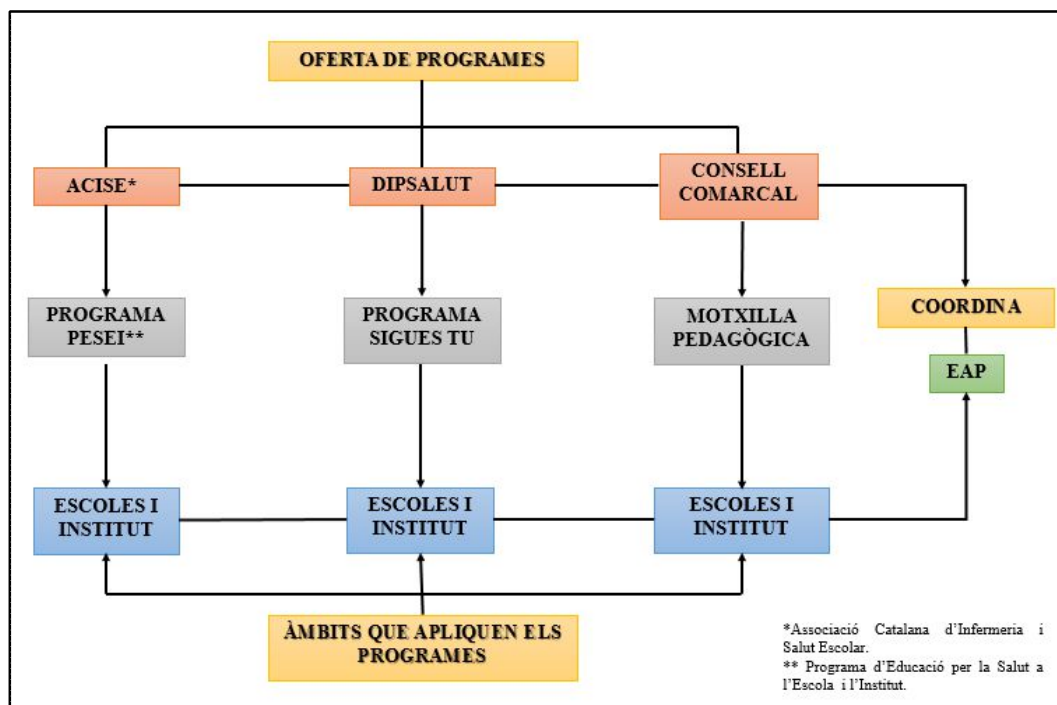 OFERTA DE PROGRAMES
ACISE*
DIPSALUT
CONSELL
COMARCAL
PROGRAMA
PESEI**
PROGRAMA
SIGUES TU
MOTXILLA
PEDAGÒGICA
COORDINA
EAP
ESCOLES I
INSTITUT
ESCOLES I
INSTITUT
ESCOLES I
INSTITUT
ÀMBITS QUE APLIQUEN ELS
PROGRAMES
*Associació Catalana d'Infermeria i
Salut Escolar.
** Programa d'Educació per la Salut a
l'Escola i l'Institut.